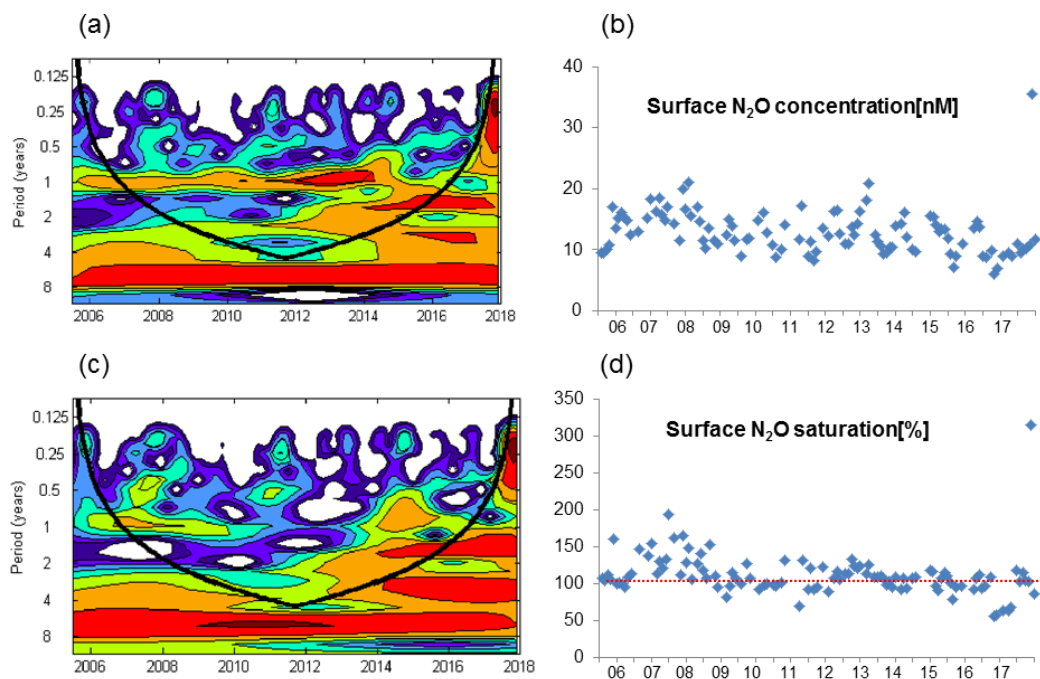 (a)
0.125
0.25
0.5
1
2
4
8
Period (years)
2006 2008 2010 2012 2014 2016 2018
(b)
40
30
20
10
0
Surface N₂O concentration[nM]
06 07 08 09 10 11 12 13 14 15 16 17
(c)
0.125
0.25
0.5
1
2
4
8
Period (years)
2006 2008 2010 2012 2014 2016 2018
(d)
350
300
250
200
150
100
50
0
Surface N₂O saturation[%]
06 07 08 09 10 11 12 13 14 15 16 17